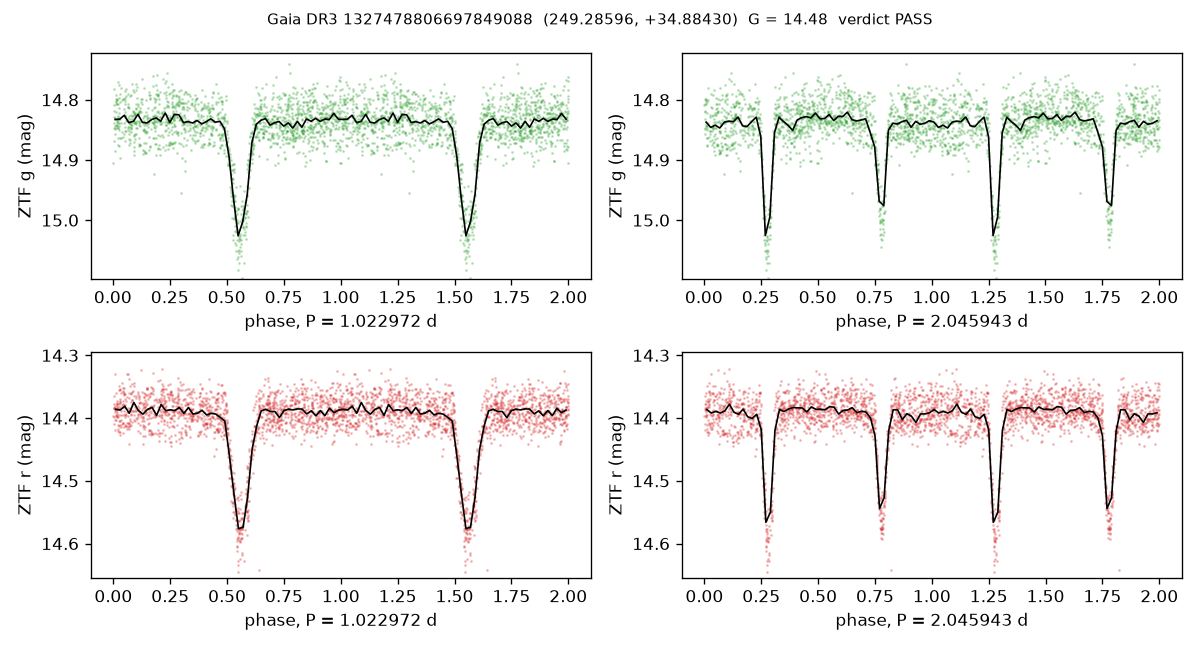 Gaia DR3 1327478806697849088 (249.28596, +34.88430) G = 14.48 verdict PASS
ZTF g (mag)
14.8
14.9
15.0
0.00 0.25 0.50 0.75 1.00 1.25 1.50 1.75 2.00
phase, P = 1.022972 d
ZTF g (mag)
14.8
14.9
15.0
0.00 0.25 0.50 0.75 1.00 1.25 1.50 1.75 2.00
phase, P = 2.045943 d
ZTF r (mag)
14.3
14.4
14.5
14.6
0.00 0.25 0.50 0.75 1.00 1.25 1.50 1.75 2.00
phase, P = 1.022972 d
ZTF r (mag)
14.3
14.4
14.5
14.6
0.00 0.25 0.50 0.75 1.00 1.25 1.50 1.75 2.00
phase, P = 2.045943 d